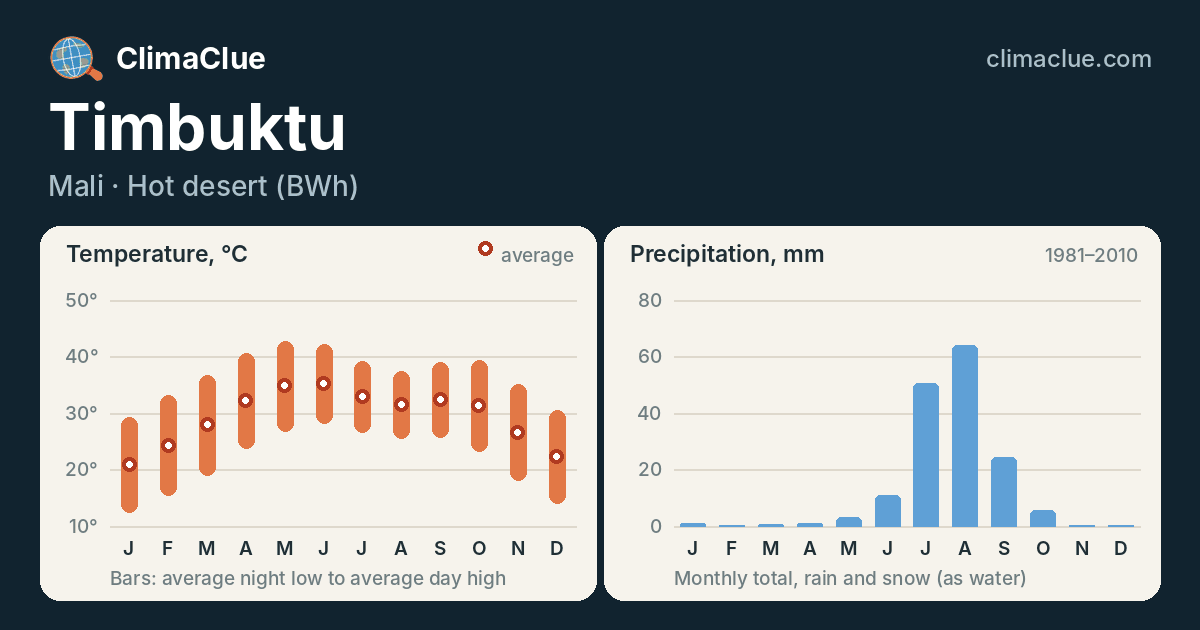 ClimaClue
climaclue.com
Timbuktu
Mali · Hot desert (BWh)
Temperature, °C
average
50°
40°
30°
20°
10°
J F M A M J J A S O N D
Bars: average night low to average day high
Precipitation, mm
1981–2010
80
60
40
20
0
J F M A M J J A S O N D
Monthly total, rain and snow (as water)